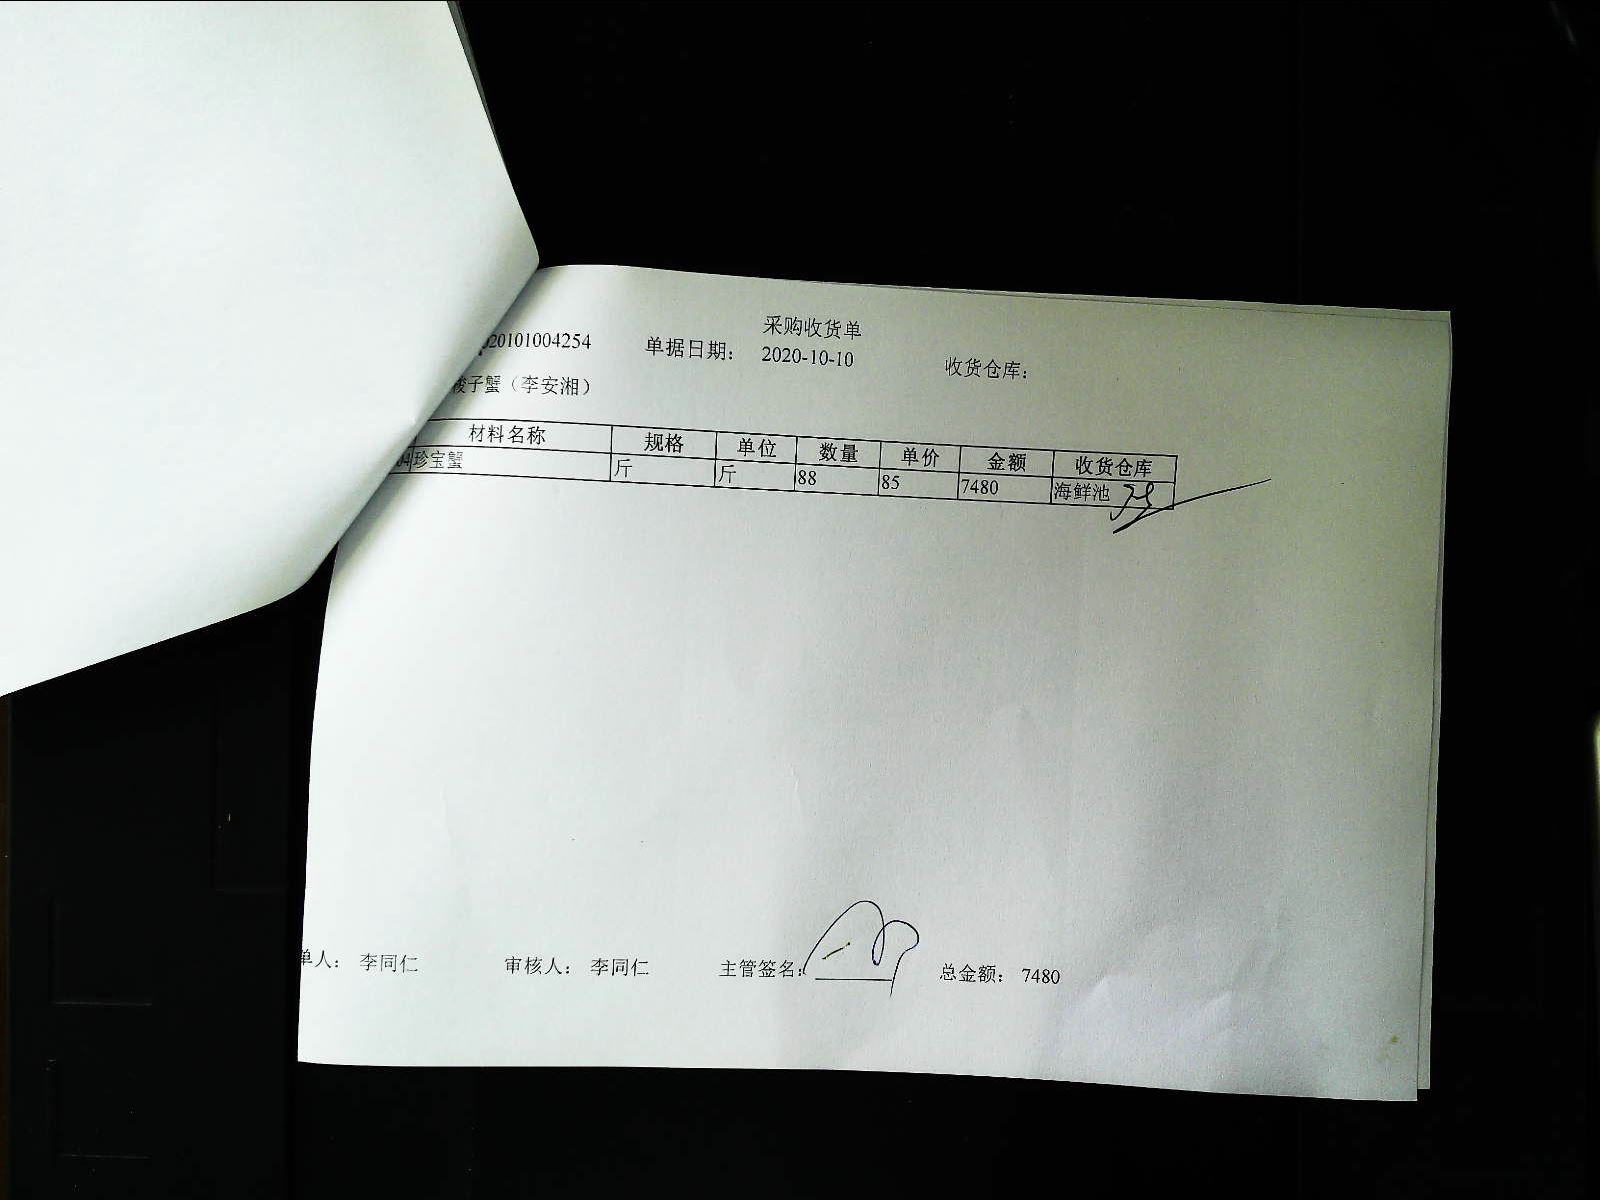 采购收货单
20101004254 单据日期： 2020-10-10 收货仓库：
子蟹（李安湘）
材料名称 规格 单位 数量 单价 金额 收货仓库
04 珍宝蟹 斤 斤 88 85 7480 海鲜池
单人： 李同仁 审核人： 李同仁 主管签名： 总金额： 7480